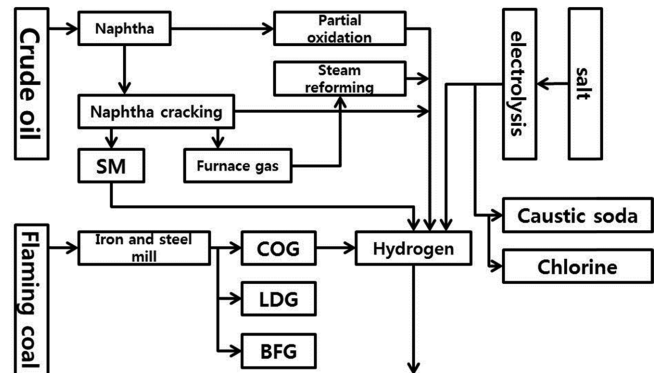 Crude oil
Naphtha
Partial
oxidation
Steam
reforming
electrolysis
salt
Naphtha cracking
SM
Furnace gas
Caustic soda
Chlorine
Flaming coal
Iron and steel
mill
COG
Hydrogen
LDG
BFG